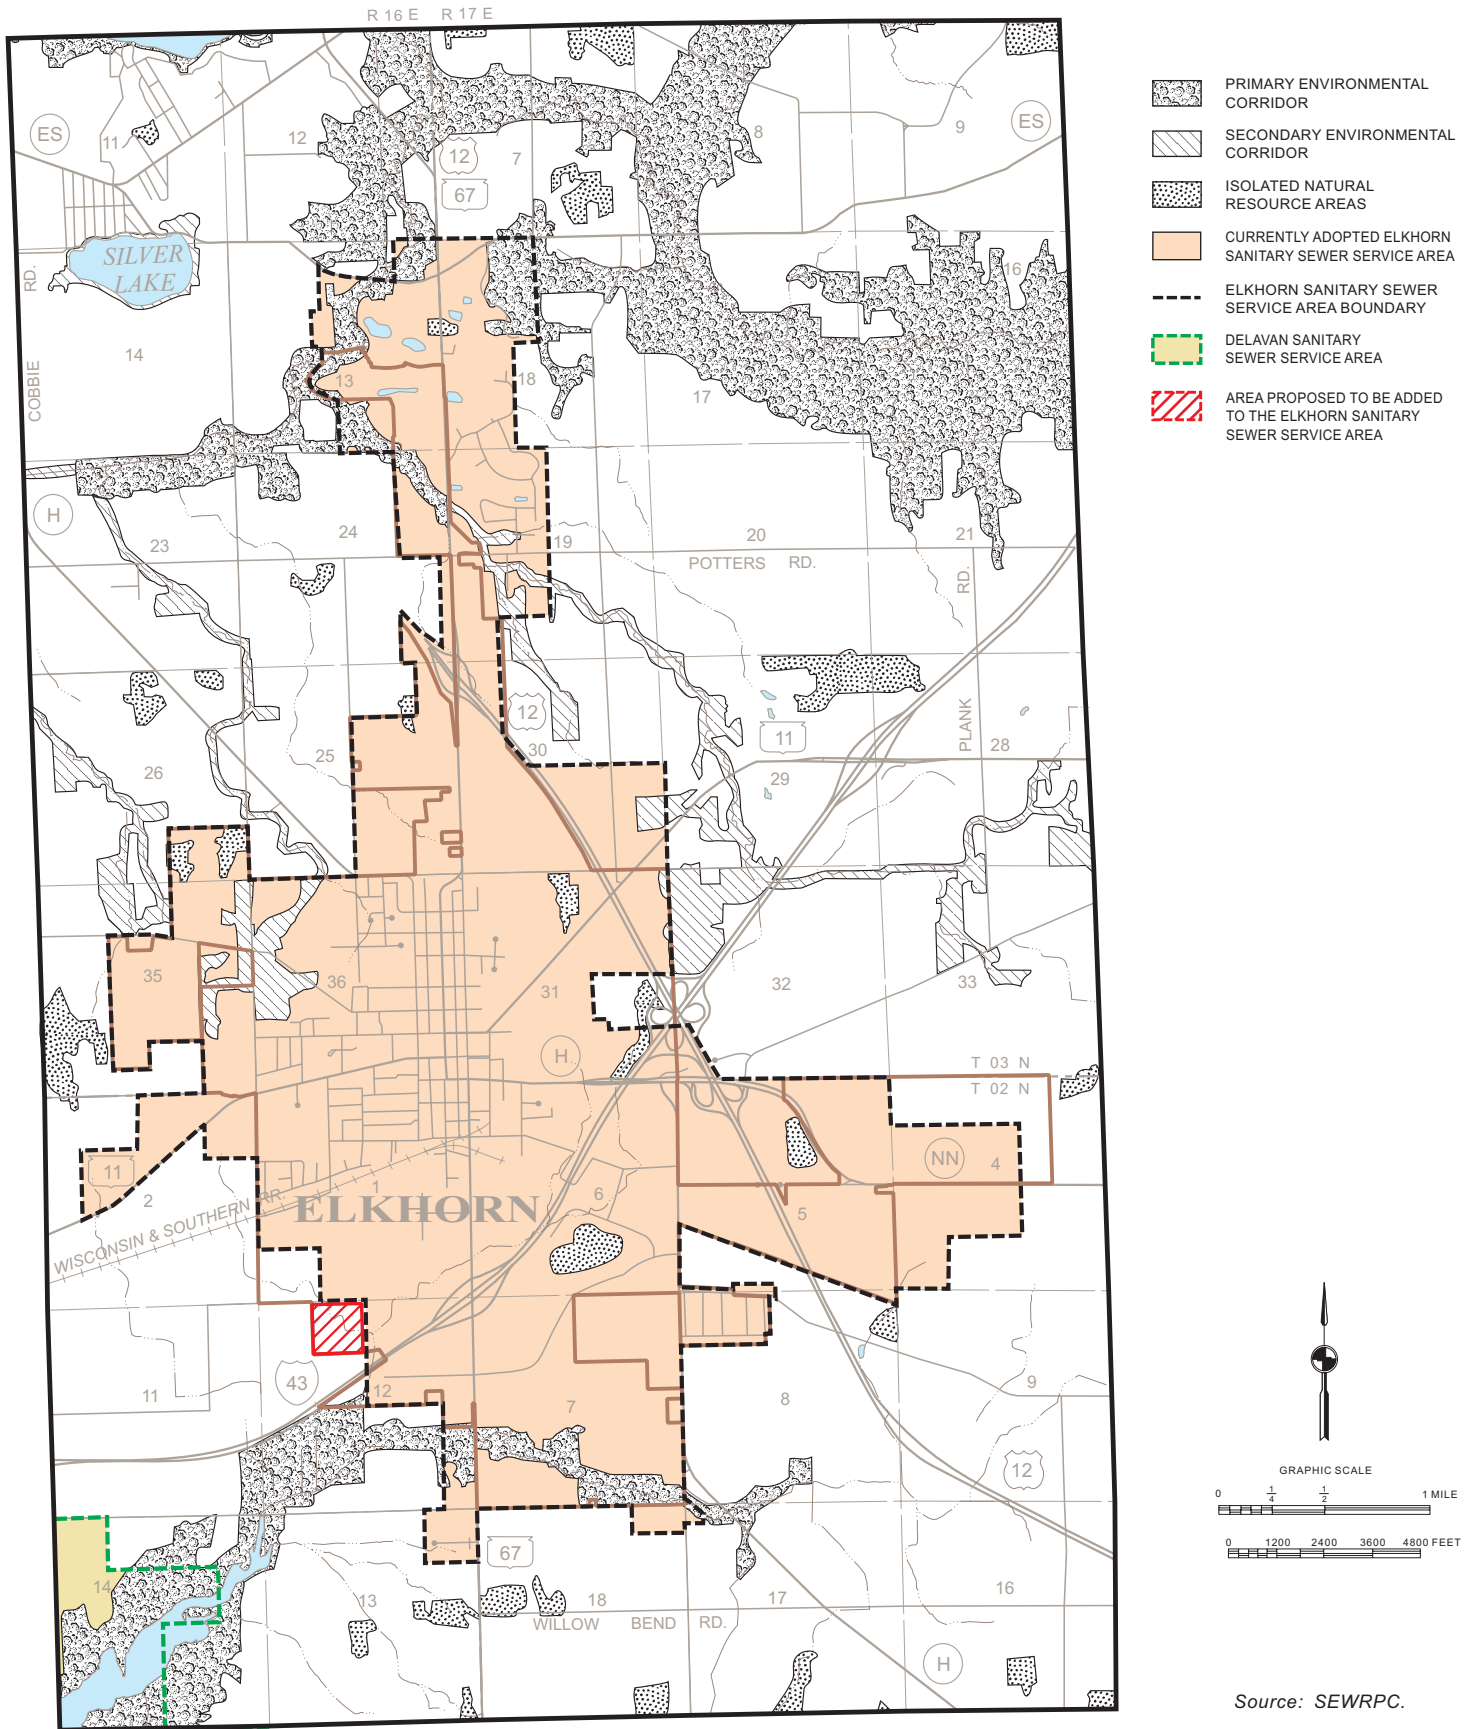 R 16 E R 17 E
ES
11
12
12
67
7
8
9
ES
SILVER
LAKE
RD.
COBBIE
14
13
18
17
16
H
23
24
19
20
21
POTTERS RD.
RD.
PLANK
26
25
12
30
11
29
28
35
36
31
32
33
H
T 03 N
T 02 N
11
2
1
WISCONSIN & SOUTHERN RR.
ELKHORN
6
5
NN
4
11
43
12
7
8
9
12
14
13
67
18
17
16
WILLOW BEND RD.
H
PRIMARY ENVIRONMENTAL
CORRIDOR
SECONDARY ENVIRONMENTAL
CORRIDOR
ISOLATED NATURAL
RESOURCE AREAS
CURRENTLY ADOPTED ELKHORN
SANITARY SEWER SERVICE AREA
ELKHORN SANITARY SEWER
SERVICE AREA BOUNDARY
DELAVAN SANITARY
SEWER SERVICE AREA
AREA PROPOSED TO BE ADDED
TO THE ELKHORN SANITARY
SEWER SERVICE AREA
GRAPHIC SCALE
0 1/4 1/2 1 MILE
0 1200 2400 3600 4800 FEET
Source: SEWRPC.